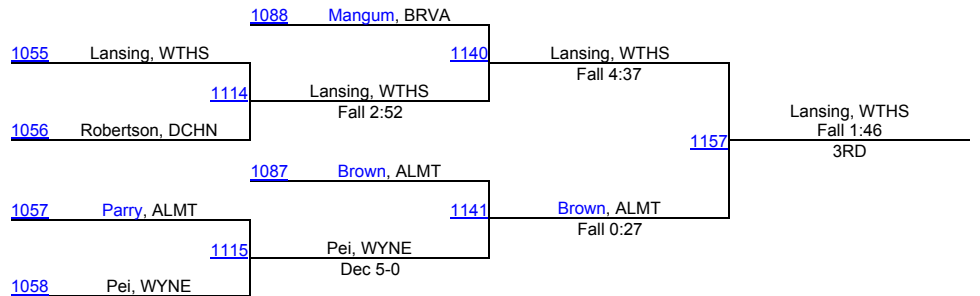 1088 Mangum, BRVA
1055 Lansing, WTHS
1140 Lansing, WTHS
Fall 4:37
1114 Lansing, WTHS
Fall 2:52
1056 Robertson, DCHN
1157 Lansing, WTHS
Fall 1:46
3RD
1087 Brown, ALMT
1057 Parry, ALMT
1141 Brown, ALMT
Fall 0:27
1115 Pei, WYNE
Dec 5-0
1058 Pei, WYNE